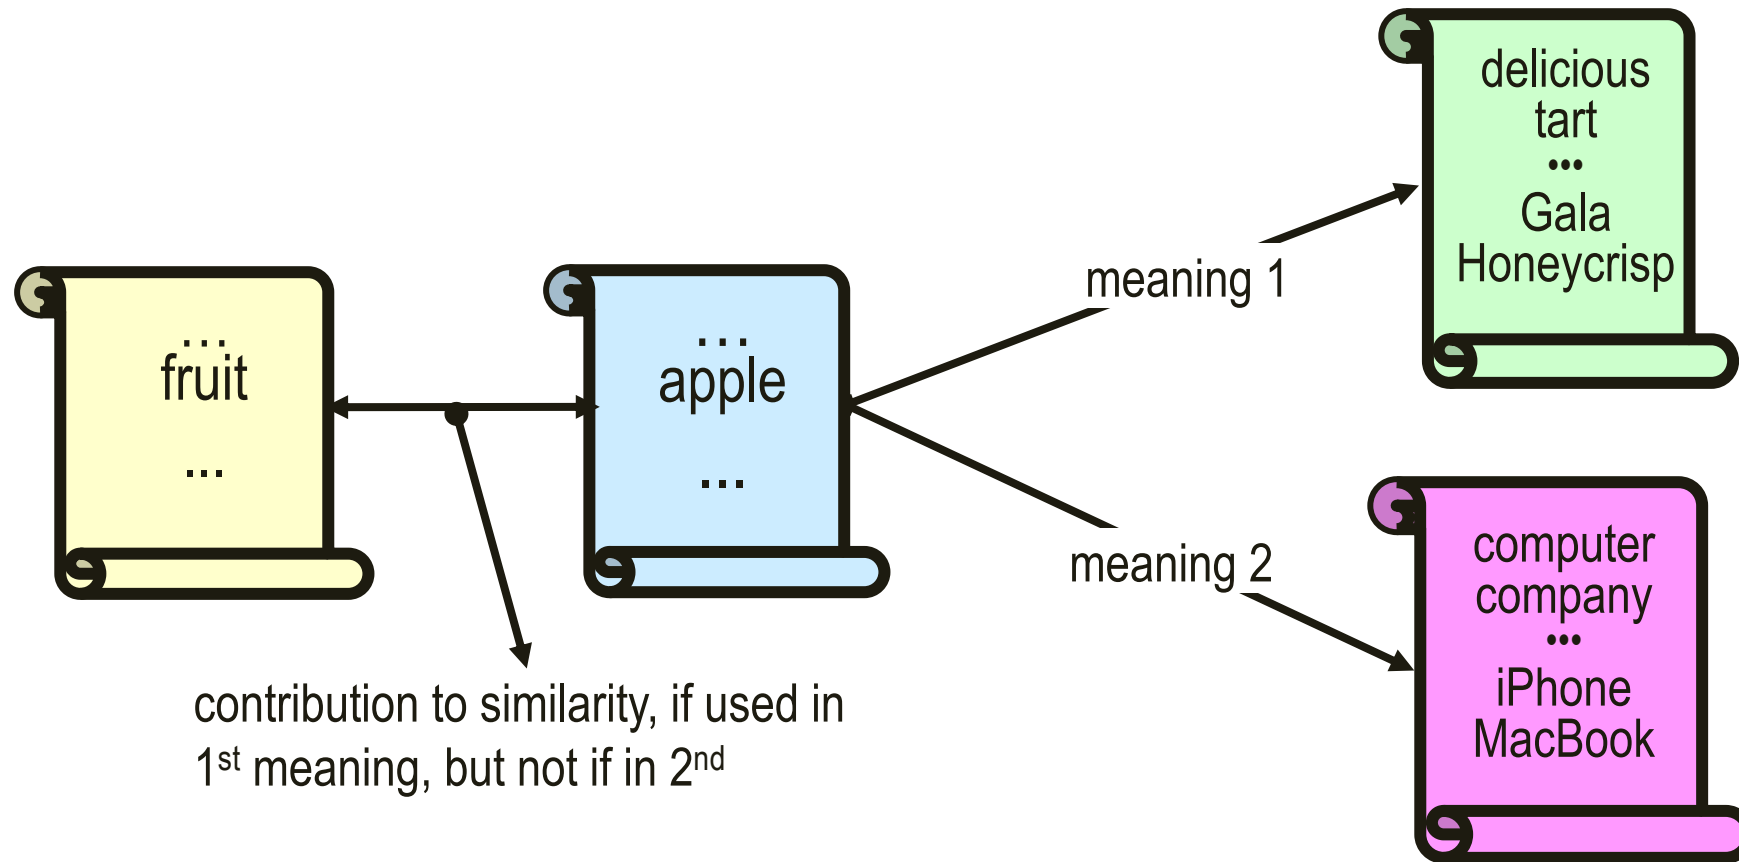 ...
fruit
...
...
apple
...
meaning 1
meaning 2
delicious
tart
•••
Gala
Honeycrisp
computer
company
•••
iPhone
MacBook
contribution to similarity, if used in
1st meaning, but not if in 2nd